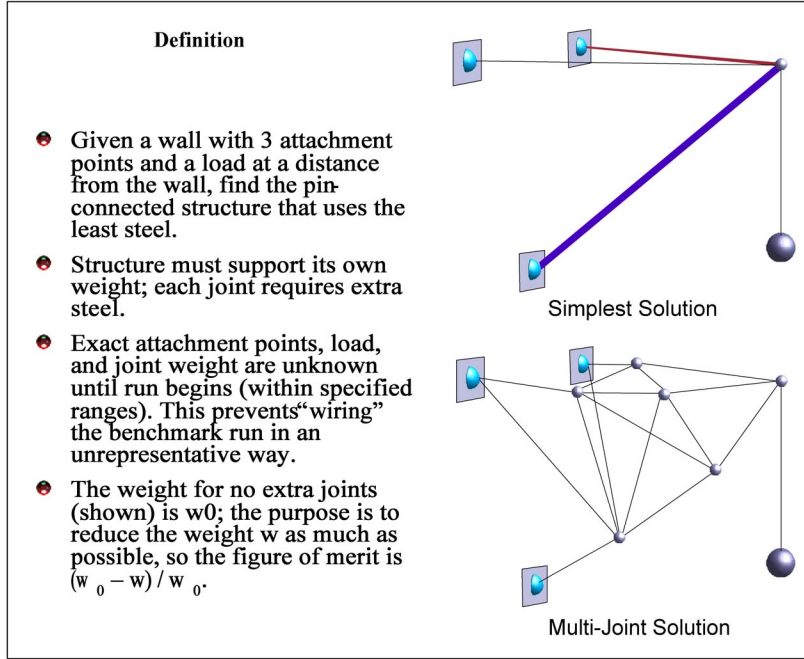 Definition
Given a wall with 3 attachment
points and a load at a distance
from the wall, find the pin-
connected structure that uses the
least steel.
Structure must support its own
weight; each joint requires extra
steel.
Exact attachment points, load,
and joint weight are unknown
until run begins (within specified
ranges). This prevents“wiring”
the benchmark run in an
unrepresentative way.
The weight for no extra joints
(shown) is w0; the purpose is to
reduce the weight w as much as
possible, so the figure of merit is
(w 0 – w) / w 0.
Simplest Solution
Multi-Joint Solution